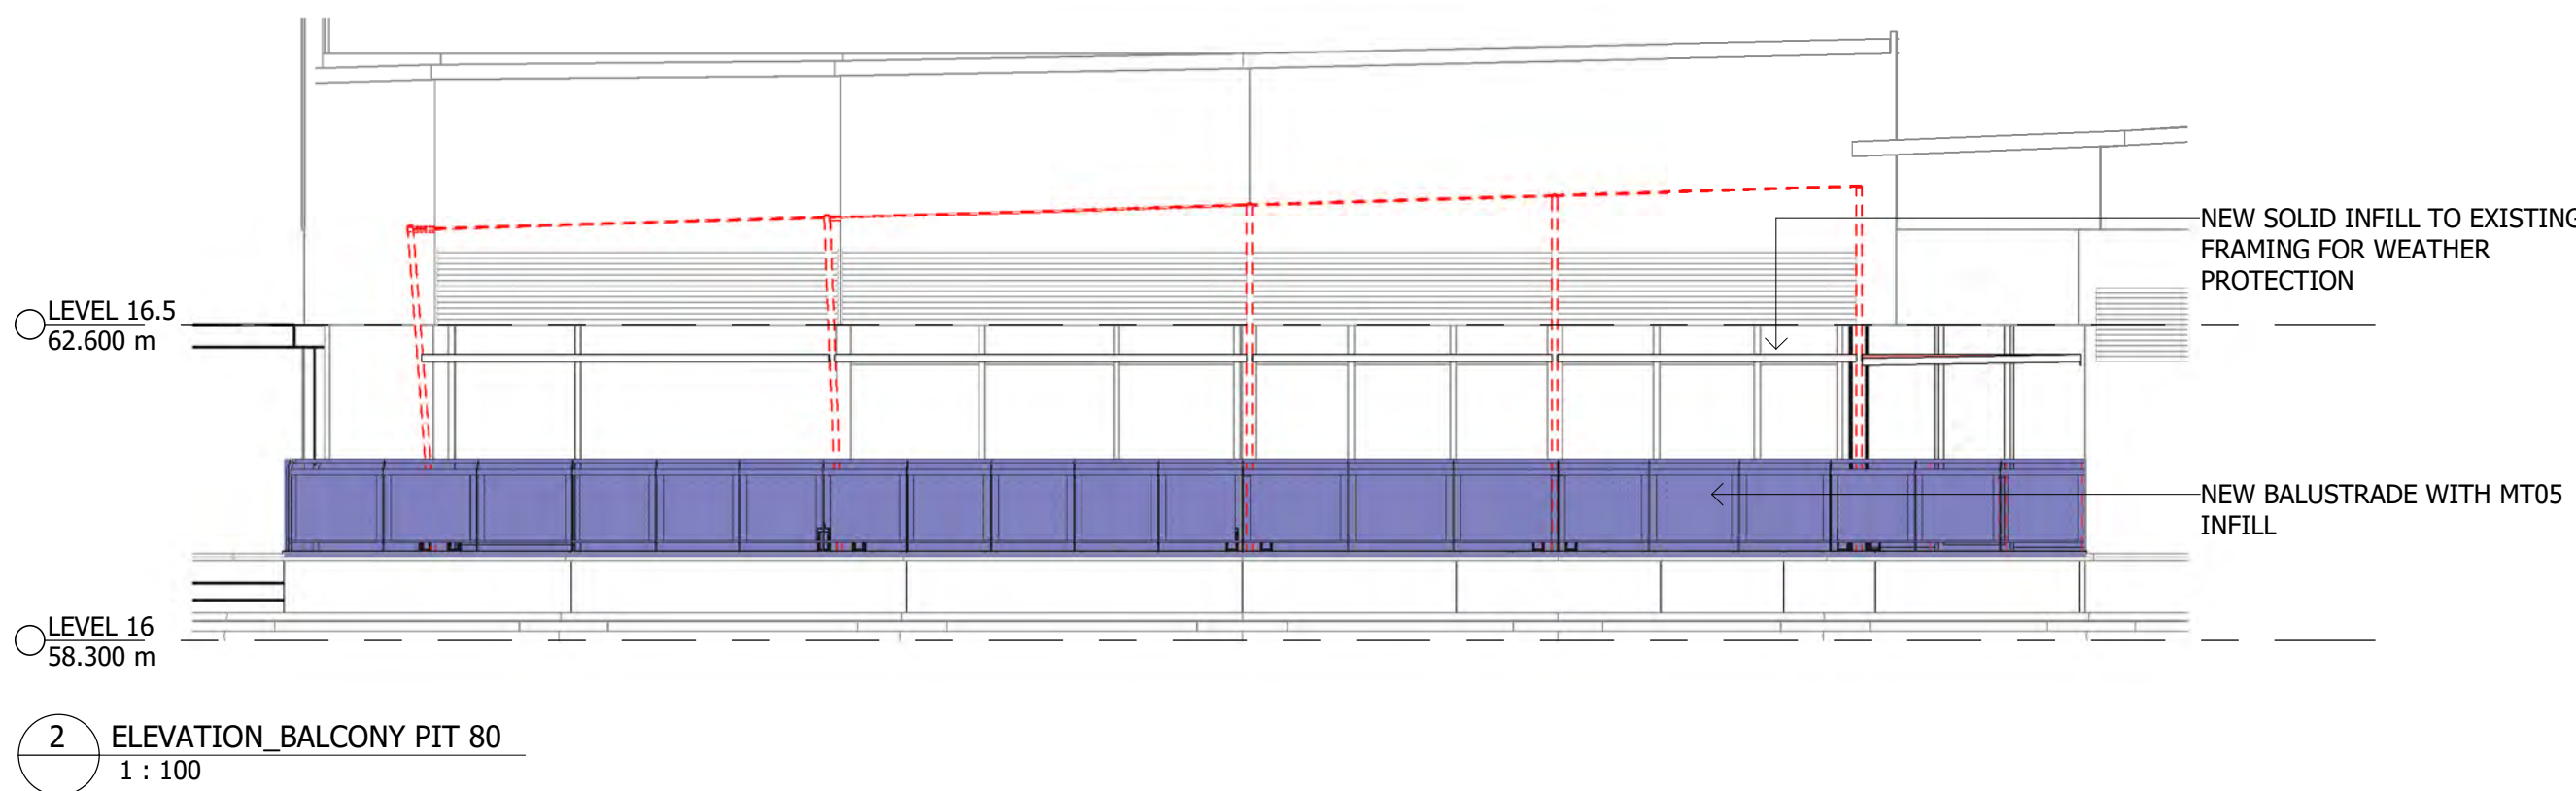 NEW SOLID INFILL TO EXISTING
FRAMING FOR WEATHER
PROTECTION
LEVEL 16.5
62.600 m
NEW BALUSTRADE WITH MT05
INFILL
LEVEL 16
58.300 m
2
ELEVATION_BALCONY PIT 80
1 : 100